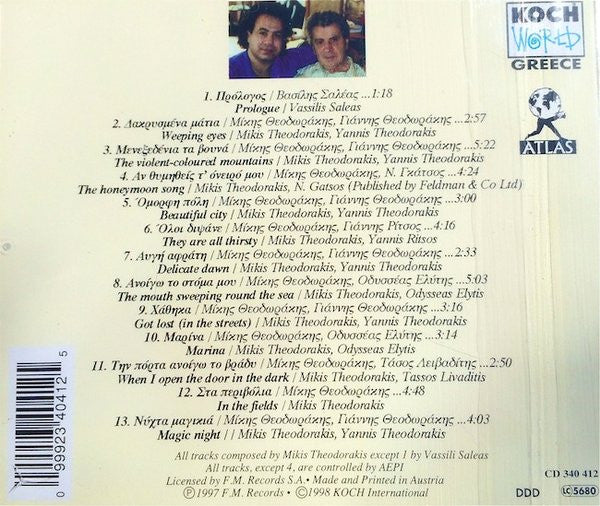 KOCH
WORLD
GREECE
ATLAS
1. Πρόλογος / Βασίλης Σαλέας ...1:18
Prologue / Vassilis Saleas
2. Δακρυσμένα μάτια / Μίκης Θεοδωράκης, Γιάννης Θεοδωράκης ...2:57
Weeping eyes / Mikis Theodorakis, Yannis Theodorakis
3. Μενεξεδένια τα βουνά / Μίκης Θεοδωράκης, Γιάννης Θεοδωράκης ...5:22
The violent-coloured mountains / Mikis Theodorakis, Yannis Theodorakis
4. Αν θυμηθείς τ' όνειρό μου / Μίκης Θεοδωράκης, Ν. Γκάτσος ...4:24
The honeymoon song / Mikis Theodorakis, N. Gatsos (Published by Feldman & Co Ltd)
5. Όμορφη πόλη / Μίκης Θεοδωράκης, Γιάννης Θεοδωράκης ...3:00
Beautiful city / Mikis Theodorakis, Yannis Theodorakis
6. Όλοι διψάνε / Μίκης Θεοδωράκης, Γιάννης Ρίτσος ...4:16
They are all thirsty / Mikis Theodorakis, Yannis Ritsos
7. Αυγή αφράτη / Μίκης Θεοδωράκης, Γιάννης Θεοδωράκης ...2:33
Delicate dawn / Mikis Theodorakis, Yannis Theodorakis
8. Ανοίγω το στόμα μου / Μίκης Θεοδωράκης, Οδυσσέας Ελύτης ...5:03
The mouth sweeping round the sea / Mikis Theodorakis, Odysseas Elytis
9. Χάθηκα / Μίκης Θεοδωράκης, Γιάννης Θεοδωράκης ...3:16
Got lost (in the streets) / Mikis Theodorakis, Yannis Theodorakis
10. Μαρίνα / Μίκης Θεοδωράκης, Οδυσσέας Ελύτης ...3:14
Marina / Mikis Theodorakis, Odysseas Elytis
11. Την πόρτα ανοίγω το βράδυ / Μίκης Θεοδωράκης, Τάσος Λειβαδίτης ...2:50
When I open the door in the dark / Mikis Theodorakis, Tassos Livaditis
12. Στα περιβόλια / Μίκης Θεοδωράκης ...4:48
In the fields / Mikis Theodorakis
13. Νύχτα μαγικιά / Μίκης Θεοδωράκης, Γιάννης Θεοδωράκης ...4:03
Magic night / / Mikis Theodorakis, Yannis Theodorakis
All tracks composed by Mikis Theodorakis except 1 by Vassili Saleas
All tracks, except 4, are controlled by AEPI
Licensed by F.M. Records S.A. • Made and Printed in Austria
Ⓟ1997 F.M. Records • ©1998 KOCH International
CD 340 412
DDD LC 5680
0 99923 40412 5